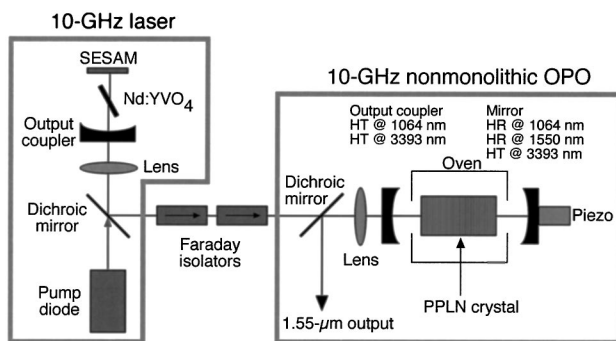 10-GHz laser
SESAM
Nd:YVO4
Output
coupler
Lens
Dichroic
mirror
Pump
diode
Faraday
isolators
10-GHz nonmonolithic OPO
Output coupler
HT @ 1064 nm
HT @ 3393 nm
Mirror
HR @ 1064 nm
HR @ 1550 nm
HT @ 3393 nm
Oven
Dichroic
mirror
Lens
Piezo
1.55-µm output
PPLN crystal